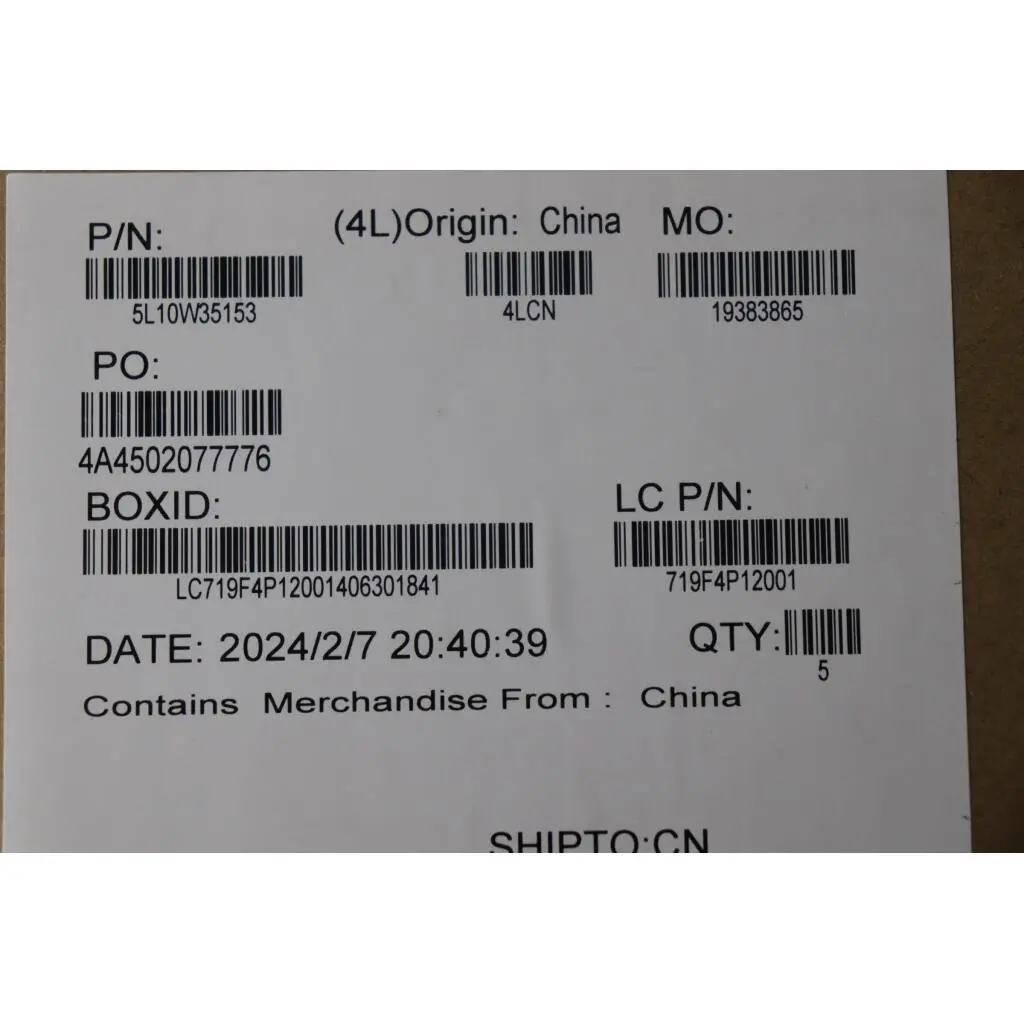 P/N: (4L)Origin: China MO:
5L10W35153 4LCN 19383865
PO:
4A4502077776
BOXID: LC P/N:
LC719F4P12001406301841 719F4P12001
DATE: 2024/2/7 20:40:39 QTY:
5
Contains Merchandise From : China
SHIPTO:CN